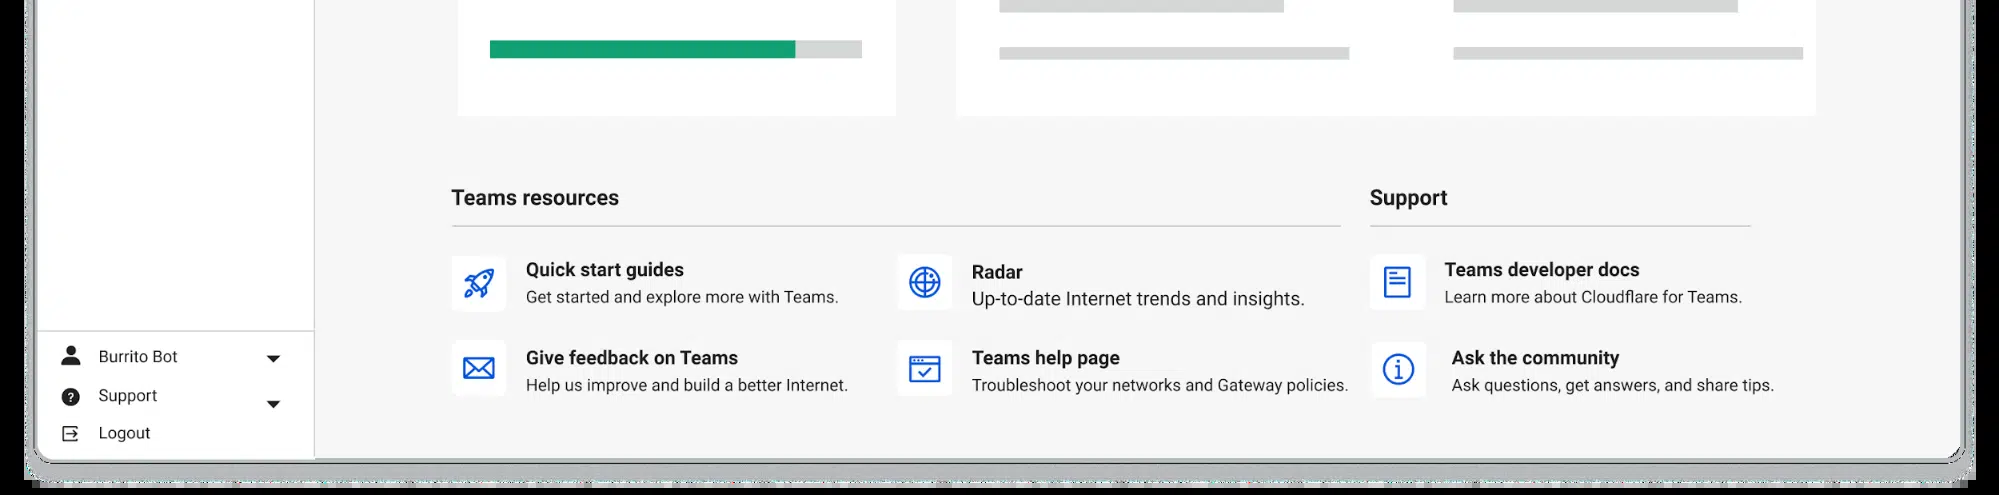 Teams resources
Support
Quick start guides
Get started and explore more with Teams.
Radar
Up-to-date Internet trends and insights.
Teams developer docs
Learn more about Cloudflare for Teams.
Give feedback on Teams
Help us improve and build a better Internet.
Teams help page
Troubleshoot your networks and Gateway policies.
Ask the community
Ask questions, get answers, and share tips.
Burrito Bot
Support
Logout